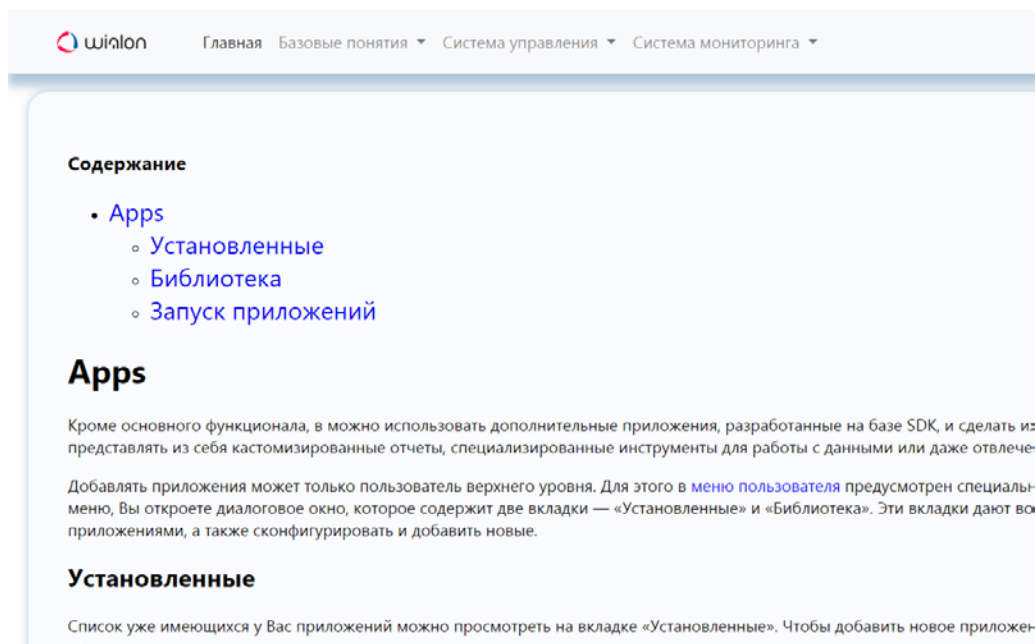 wialon Главная Базовые понятия Система управления Система мониторинга
Содержание
Apps
Установленные
Библиотека
Запуск приложений
Apps
Кроме основного функционала, в можно использовать дополнительные приложения, разработанные на базе SDK, и сделать
представлять из себя кастомизированные отчеты, специализированные инструменты для работы с данными или даже
Добавлять приложения может только пользователь верхнего уровня. Для этого в меню пользователя предусмотрен
меню, Вы откроете диалоговое окно, которое содержит две вкладки — «Установленные» и «Библиотека». Эти вкладки дают
приложениями, а также сконфигурировать и добавить новые.
Установленные
Список уже имеющихся у Вас приложений можно просмотреть на вкладке «Установленные». Чтобы добавить новое